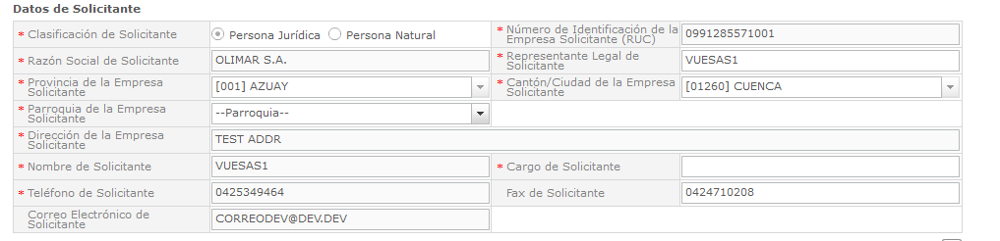 Datos de Solicitante
* Clasificación de Solicitante
Persona Jurídica
Persona Natural
* Número de Identificación de la
Empresa Solicitante (RUC)
0991285571001
* Razón Social de Solicitante
OLIMAR S.A.
* Representante Legal de
Solicitante
VUESAS1
* Provincia de la Empresa
Solicitante
[001] AZUAY
* Cantón/Ciudad de la Empresa
Solicitante
[01260] CUENCA
* Parroquia de la Empresa
Solicitante
--Parroquia--
* Dirección de la Empresa
Solicitante
TEST ADDR
* Nombre de Solicitante
VUESAS1
* Cargo de Solicitante
* Teléfono de Solicitante
0425349464
Fax de Solicitante
0424710208
Correo Electrónico de
Solicitante
CORREODEV@DEV.DEV